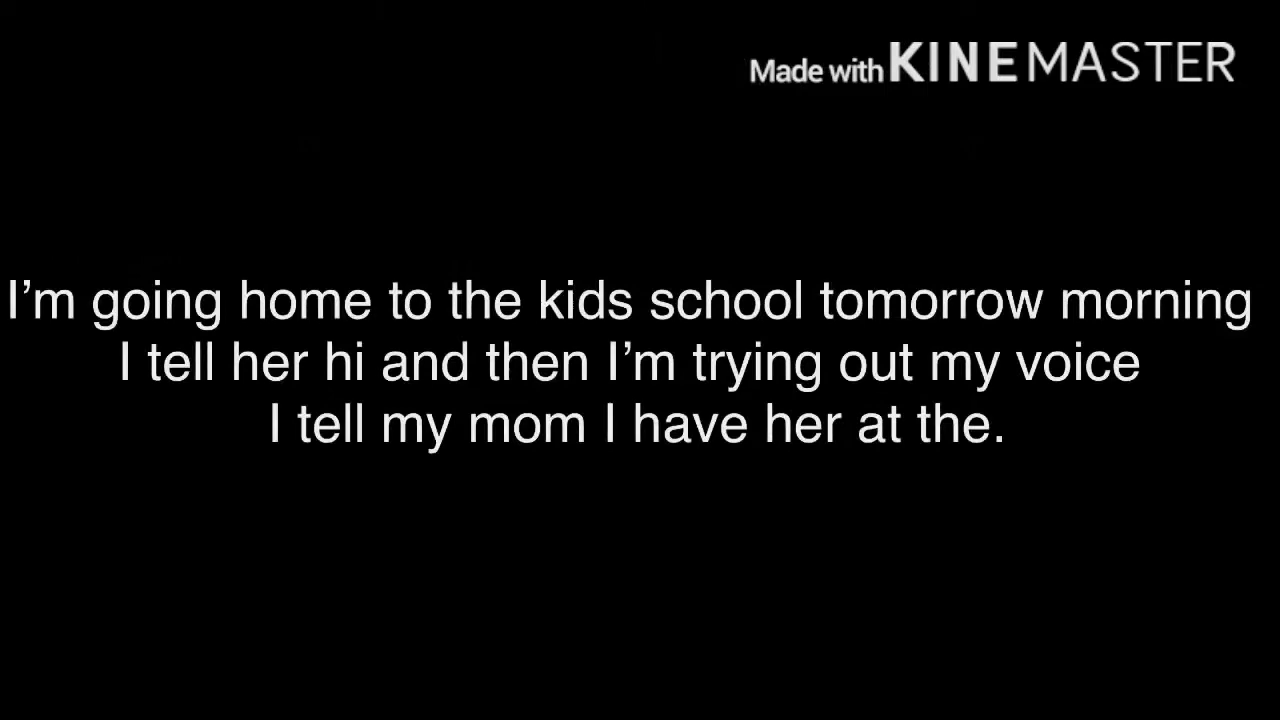 Made with KINEMASTER
I’m going home to the kids school tomorrow morning
I tell her hi and then I’m trying out my voice
I tell my mom I have her at the.